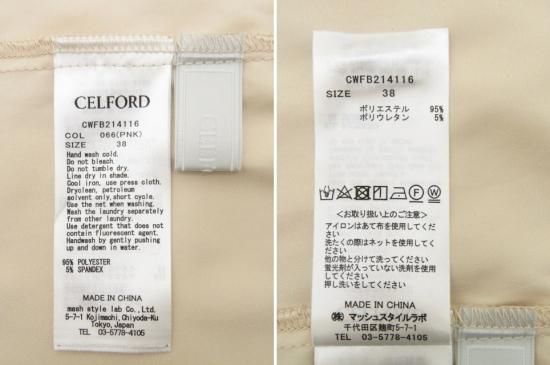 CELFORD
CWFB214116
COL 066(PNK)
SIZE 38
Hand wash cold.
Do not bleach.
Do not tumble dry.
Line dry in shade.
Cool iron, use press cloth.
Dryclean, petroleum
solvent only, short cycle.
Use the net when washing.
Wash the laundry separately
from other laundry.
Use detergent that does not
contain fluorescent agent.
Handwash by gently pushing
up and down in water.
95% POLYESTER
5% SPANDEX
MADE IN CHINA
mash style lab Co., Ltd.
5-7-1 Kojimachi, Chiyoda-Ku
Tokyo, Japan
TEL 03-5778-4105
CWFB214116
SIZE 38
ポリエステル 95%
ポリウレタン 5%
<お取り扱い上のご注意>
アイロンはあて布を使用してくださ
洗たくの際はネットを使用してくだ
他の物と分けて洗ってください
蛍光剤が入っていない洗剤を使用
押し洗いをしてください
MADE IN CHINA
(株) マッシュスタイルラボ
千代田区麹町5-7-1
TEL 03-5778-4105